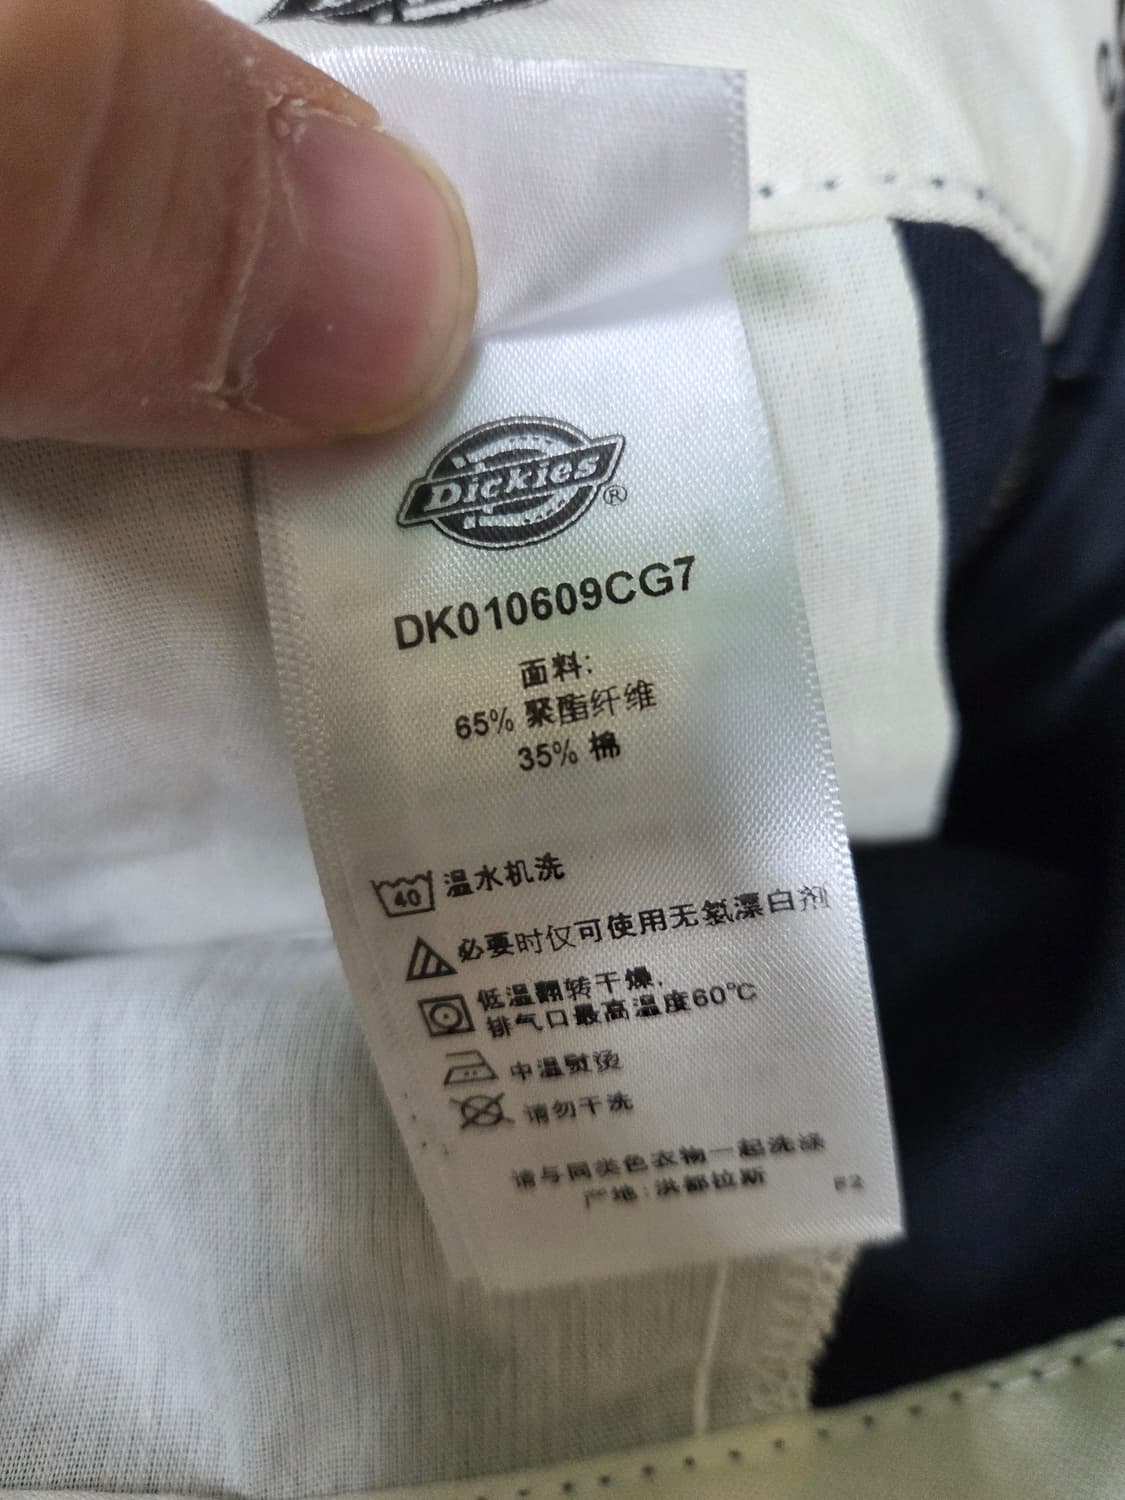 Dickies®
DK010609CG7
面料:
65% 聚酯纤维
35% 棉
40 温水机洗
必要时仅可使用无氯漂白剂
低温翻转干燥,
排气口最高温度60℃
中温熨烫
请勿干洗
请与同类色衣物一起洗涤
产地:洪都拉斯